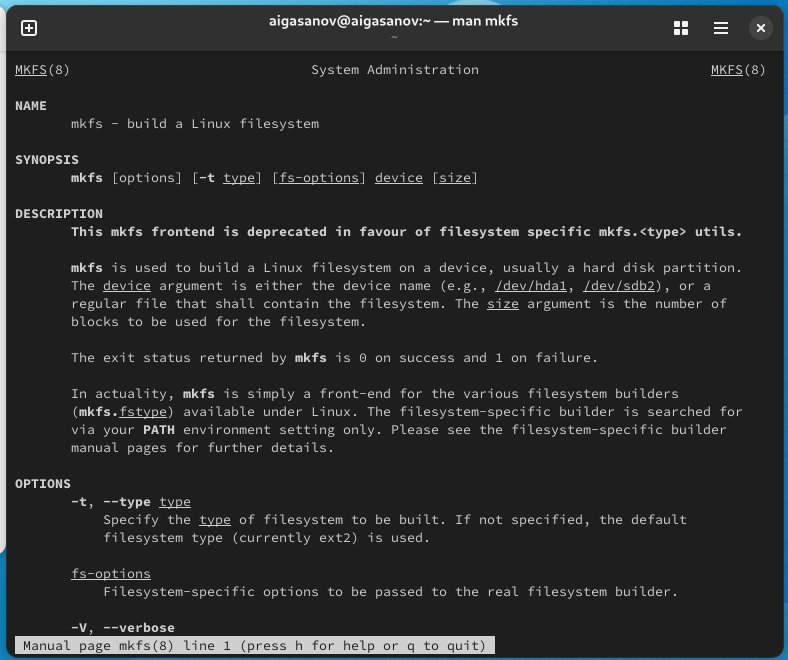 aigasanov@aigasanov:~ — man mkfs
~
MKFS(8) System Administration MKFS(8)
NAME
mkfs - build a Linux filesystem
SYNOPSIS
mkfs [options] [-t type] [fs-options] device [size]
DESCRIPTION
This mkfs frontend is deprecated in favour of filesystem specific mkfs.<type> utils.
mkfs is used to build a Linux filesystem on a device, usually a hard disk partition.
The device argument is either the device name (e.g., /dev/hda1, /dev/sdb2), or a
regular file that shall contain the filesystem. The size argument is the number of
blocks to be used for the filesystem.
The exit status returned by mkfs is 0 on success and 1 on failure.
In actuality, mkfs is simply a front-end for the various filesystem builders
(mkfs.fstype) available under Linux. The filesystem-specific builder is searched for
via your PATH environment setting only. Please see the filesystem-specific builder
manual pages for further details.
OPTIONS
-t, --type type
Specify the type of filesystem to be built. If not specified, the default
filesystem type (currently ext2) is used.
fs-options
Filesystem-specific options to be passed to the real filesystem builder.
-V, --verbose
Manual page mkfs(8) line 1 (press h for help or q to quit)